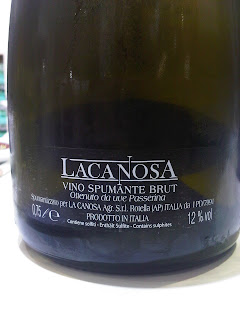 LACANOSA
VINO SPUMANTE BRUT
Ottenuto da uve Passerina
Spumantizzato per LA CANOSA Agr. S.r.l. Rotella (AP) ITALIA da
0,75 ℓ e 12% vol
PRODOTTO IN ITALIA
Contiene solfiti - Enthält Sulfite - Contains sulphites